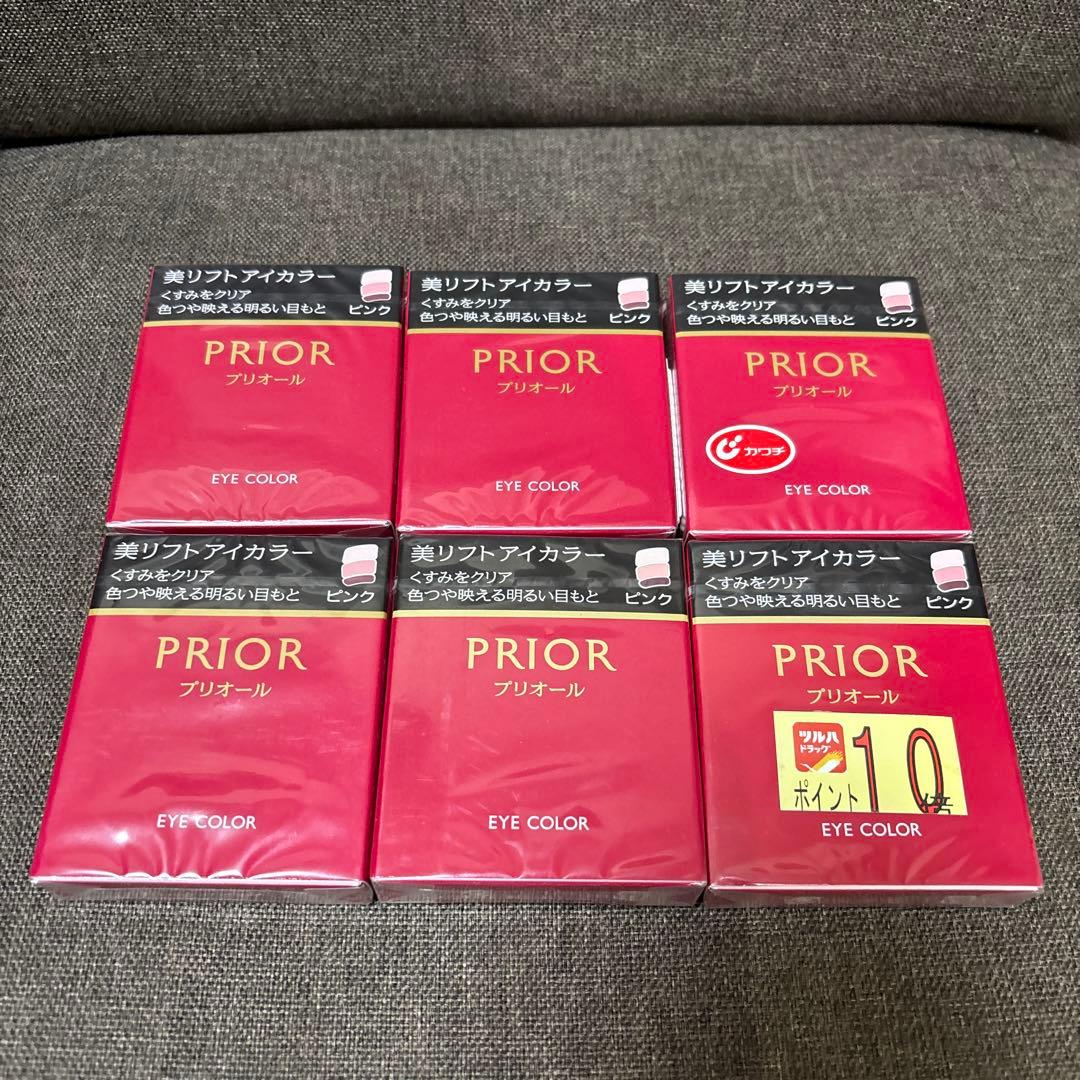 美リフトアイカラー
くすみをクリア
色つや映える明るい目もと
ピンク
PRIOR
プリオール
EYE COLOR
美リフトアイカラー
くすみをクリア
色つや映える明るい目もと
ピンク
PRIOR
プリオール
EYE COLOR
美リフトアイカラー
くすみをクリア
色つや映える明るい目もと
ピンク
PRIOR
プリオール
カワチ
EYE COLOR
美リフトアイカラー
くすみをクリア
色つや映える明るい目もと
ピンク
PRIOR
プリオール
EYE COLOR
美リフトアイカラー
くすみをクリア
色つや映える明るい目もと
ピンク
PRIOR
プリオール
EYE COLOR
美リフトアイカラー
くすみをクリア
色つや映える明るい目もと
ピンク
PRIOR
プリオール
ツルハ
ドラッグ
ポイント10倍
EYE COLOR